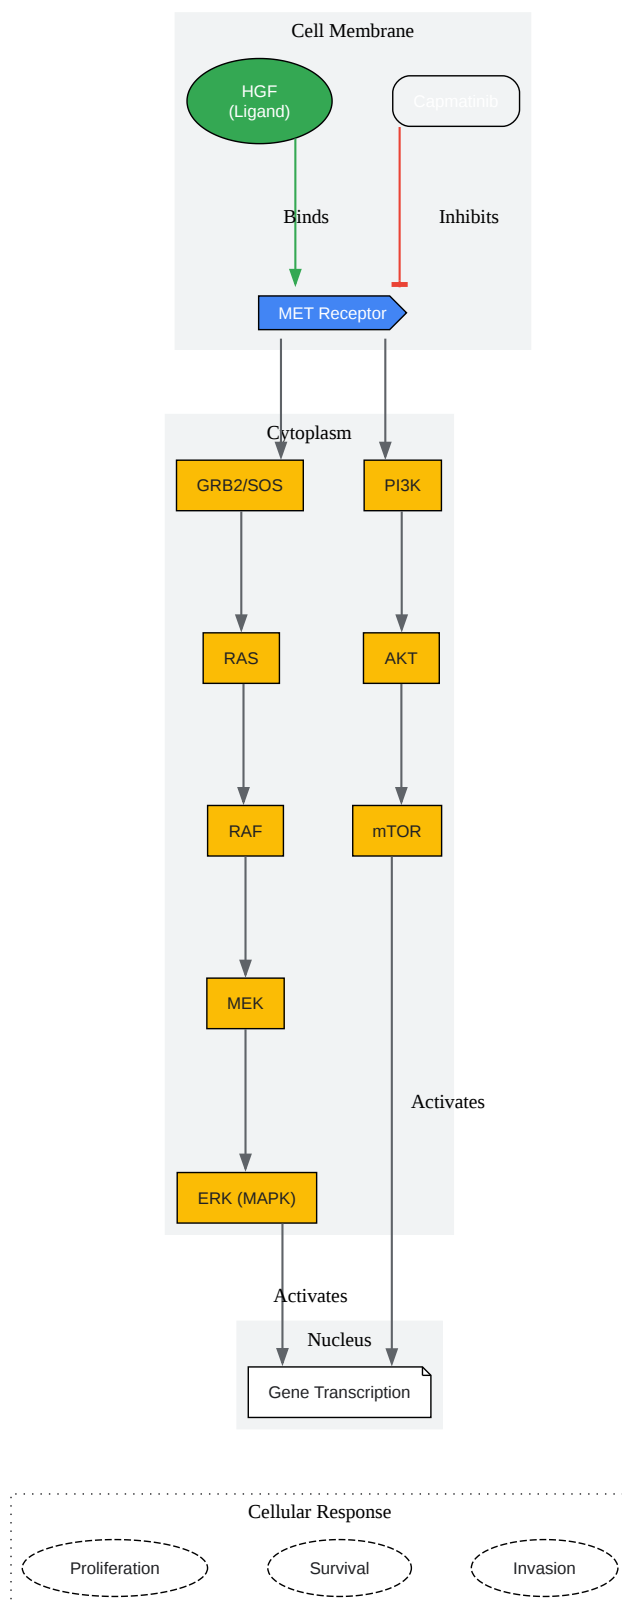 Cell Membrane
HGF
(Ligand)
Capmatinib
Binds
Inhibits
MET Receptor
Cytoplasm
GRB2/SOS
PI3K
RAS
AKT
RAF
mTOR
MEK
Activates
ERK (MAPK)
Activates
Nucleus
Gene Transcription
Cellular Response
Proliferation
Survival
Invasion